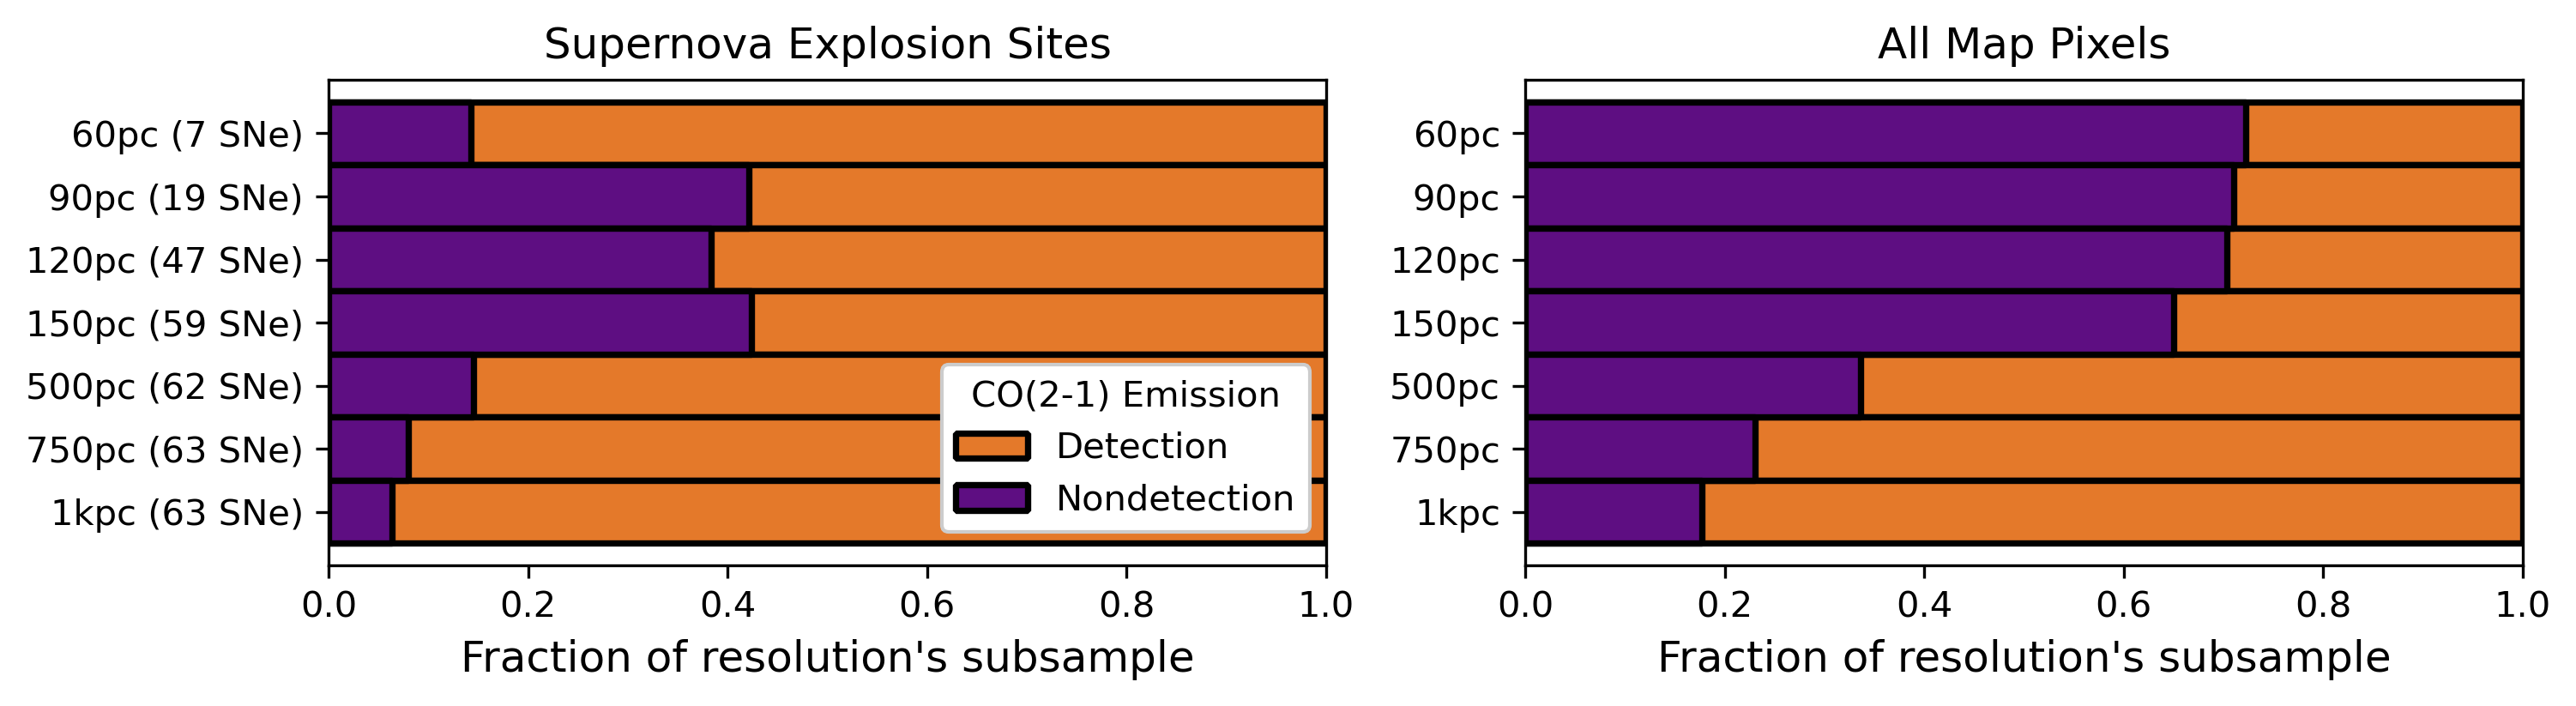 Supernova Explosion Sites
60pc (7 SNe)
90pc (19 SNe)
120pc (47 SNe)
150pc (59 SNe)
500pc (62 SNe)
750pc (63 SNe)
1kpc (63 SNe)
CO(2-1) Emission
Detection
Nondetection
0.0 0.2 0.4 0.6 0.8 1.0
Fraction of resolution's subsample
All Map Pixels
60pc
90pc
120pc
150pc
500pc
750pc
1kpc
0.0 0.2 0.4 0.6 0.8 1.0
Fraction of resolution's subsample